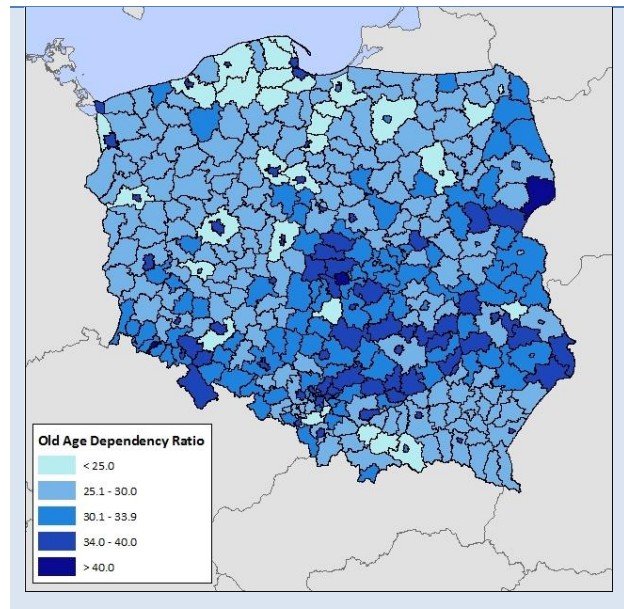 Old Age Dependency Ratio
< 25.0
25.1 - 30.0
30.1 - 33.9
34.0 - 40.0
> 40.0